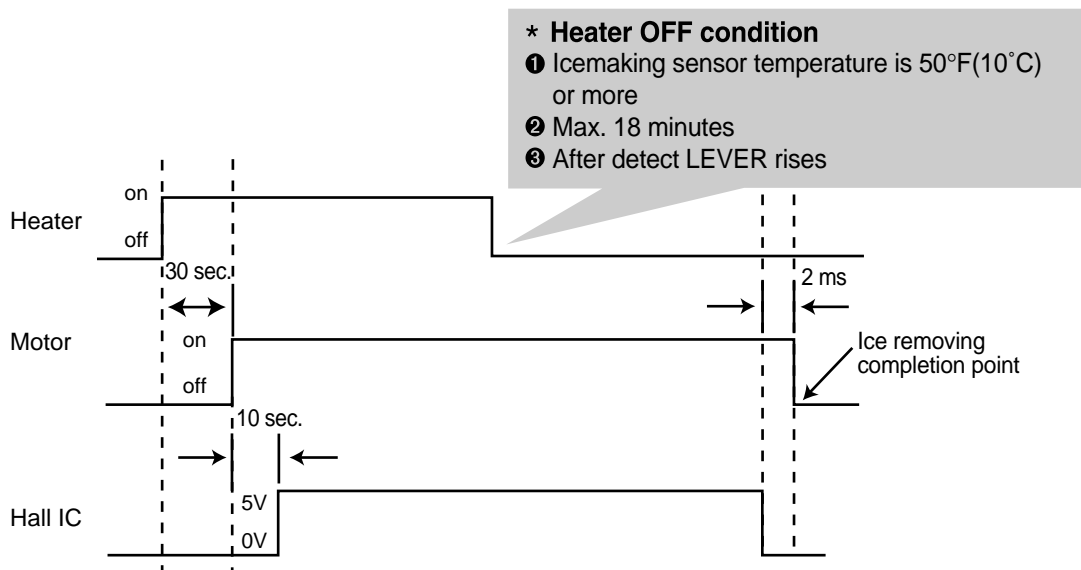 * Heater OFF condition
❶ Icemaking sensor temperature is 50°F(10˚C)
or more
❷ Max. 18 minutes
❸ After detect LEVER rises
on
Heater
off
30 sec.
2 ms
Motor
on
off
Ice removing
completion point
10 sec.
5V
Hall IC
0V